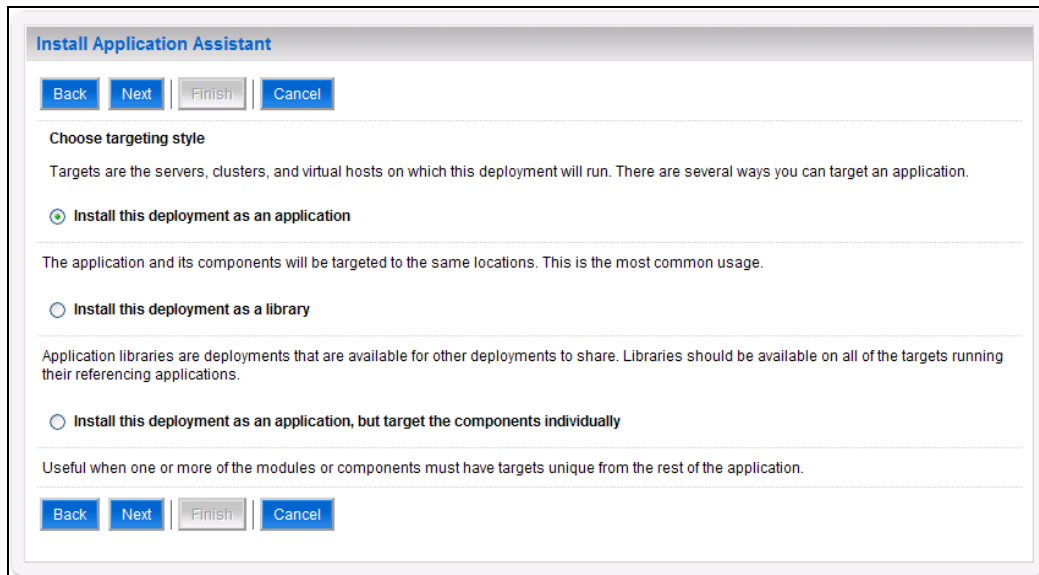 Install Application Assistant
Back Next Finish Cancel
Choose targeting style
Targets are the servers, clusters, and virtual hosts on which this deployment will run. There are several ways you can target an application.
Install this deployment as an application
The application and its components will be targeted to the same locations. This is the most common usage.
Install this deployment as a library
Application libraries are deployments that are available for other deployments to share. Libraries should be available on all of the targets running
their referencing applications.
Install this deployment as an application, but target the components individually
Useful when one or more of the modules or components must have targets unique from the rest of the application.
Back Next Finish Cancel